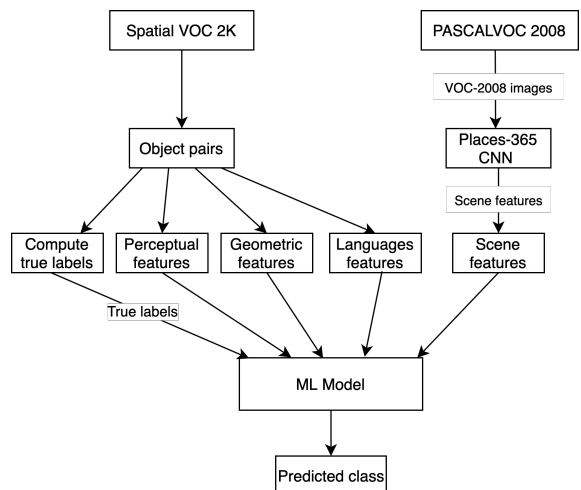 Spatial VOC 2K
PASCALVOC 2008
VOC-2008 images
Object pairs
Places-365
CNN
Scene features
Compute
true labels
Perceptual
features
Geometric
features
Languages
features
Scene
features
True labels
ML Model
Predicted class